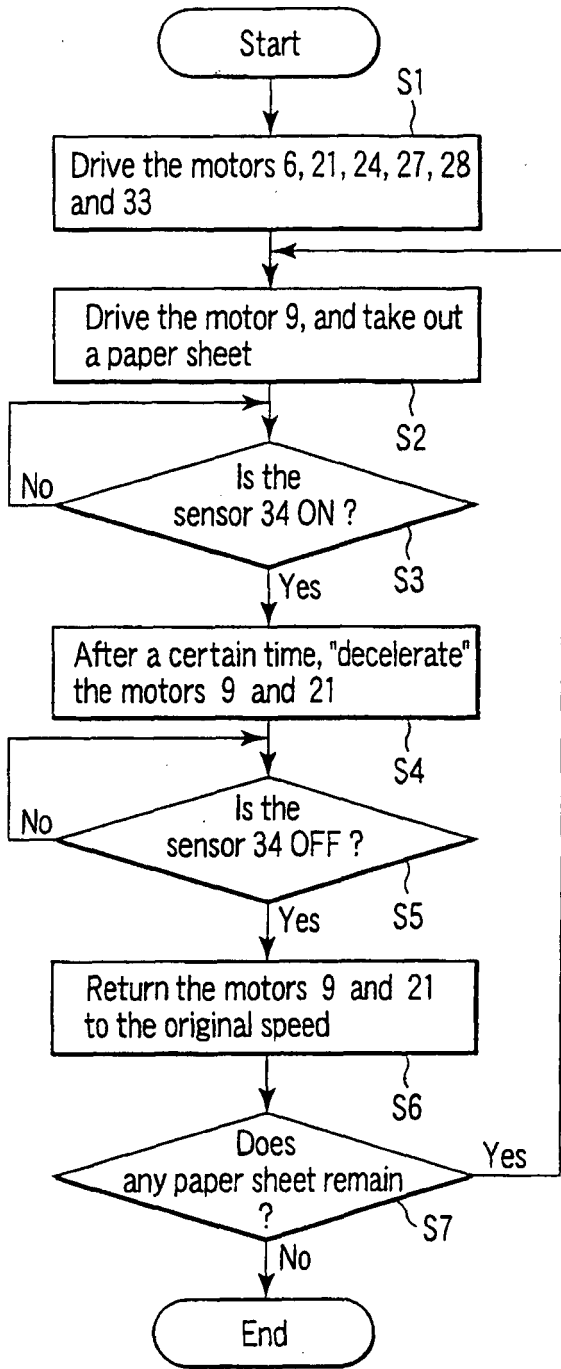 Start
S1
Drive the motors 6, 21, 24, 27, 28
and 33
Drive the motor 9, and take out
a paper sheet
S2
No
Is the
sensor 34 ON ?
S3
Yes
After a certain time, "decelerate"
the motors 9 and 21
S4
No
Is the
sensor 34 OFF ?
S5
Yes
Return the motors 9 and 21
to the original speed
S6
Does
any paper sheet remain
?
Yes
S7
No
End